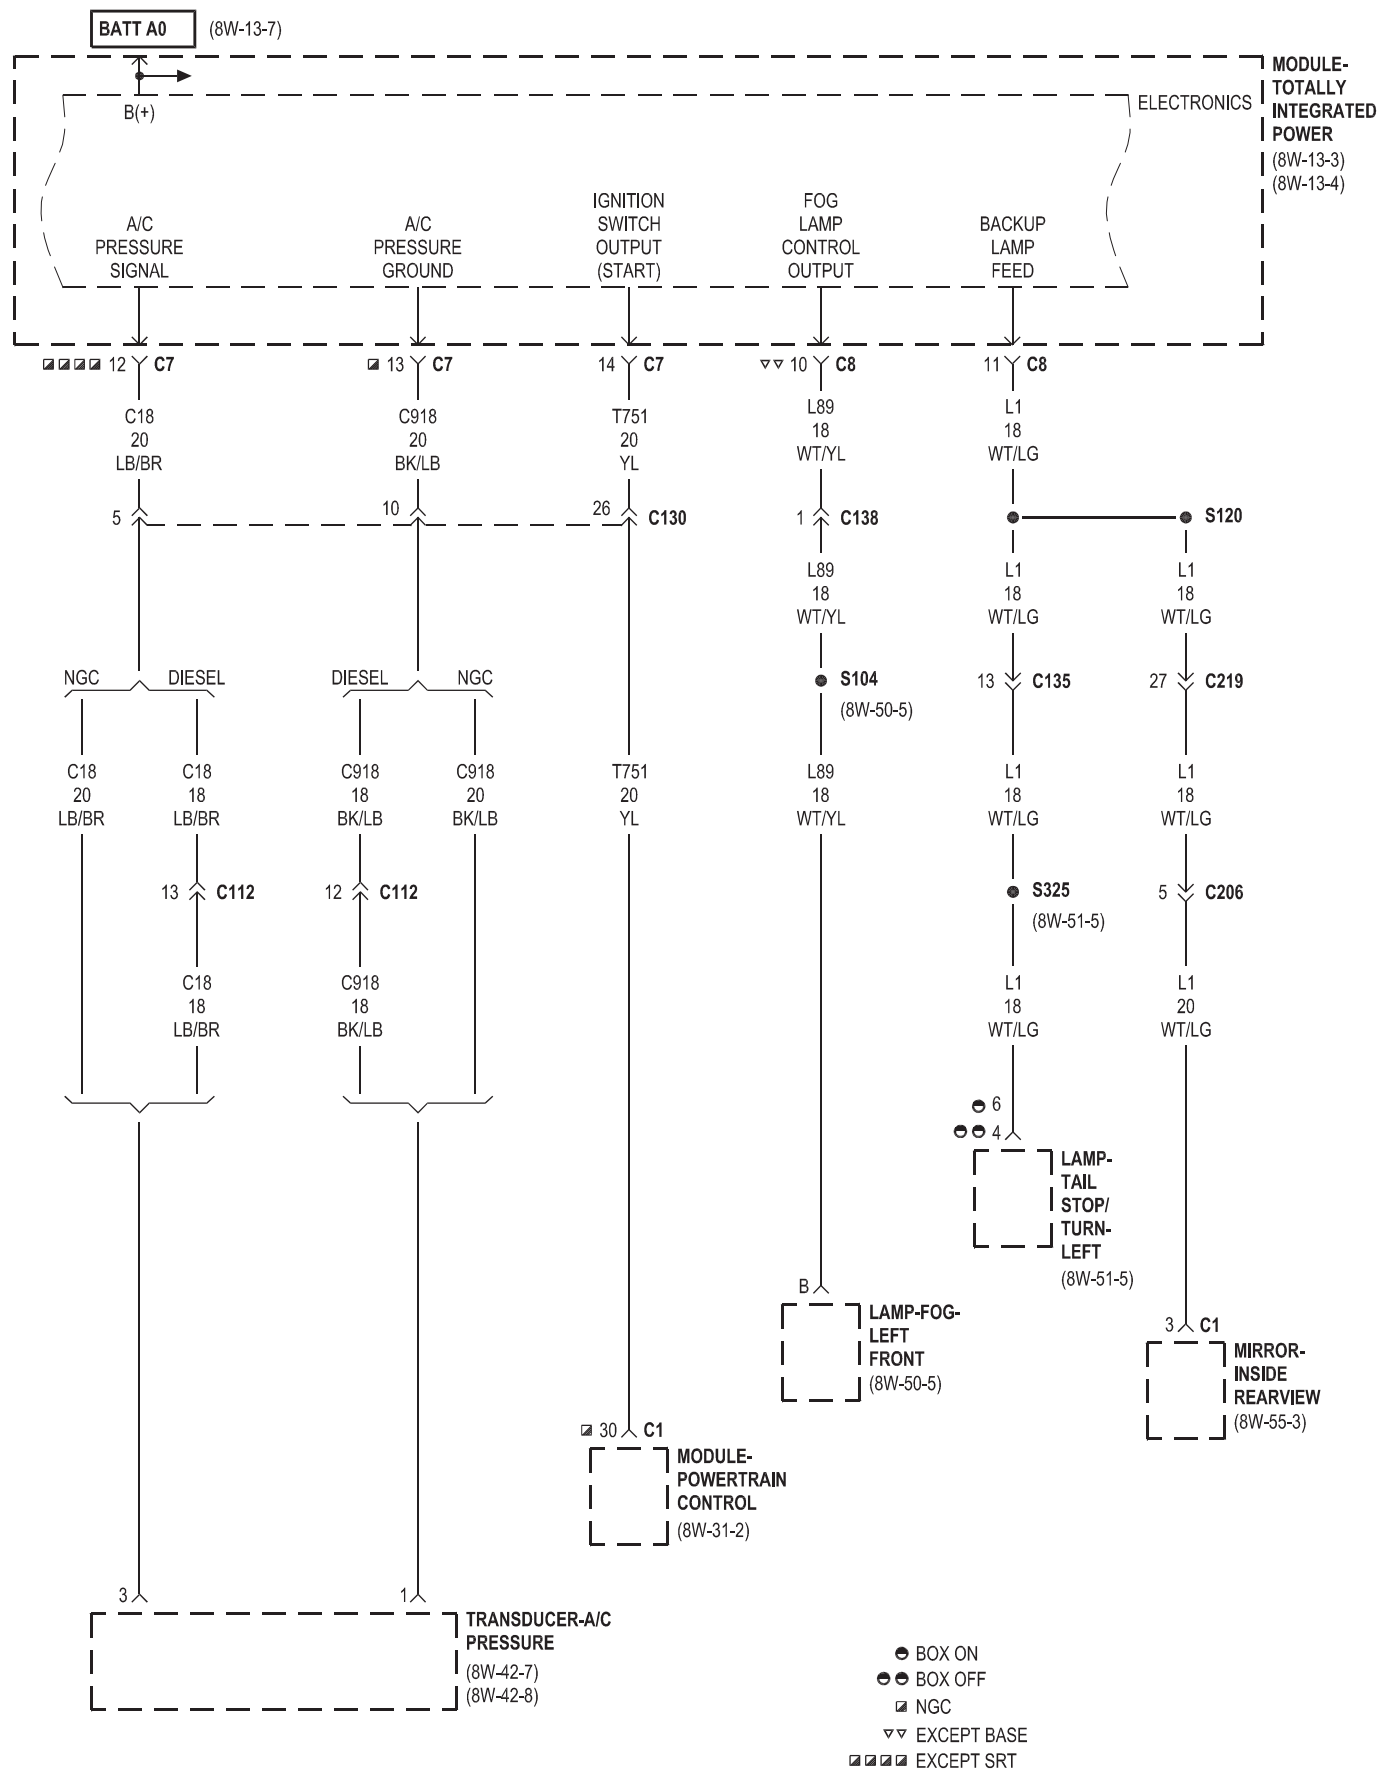 BATT A0 (8W-13-7)
MODULE-
TOTALLY
INTEGRATED
POWER
(8W-13-3)
(8W-13-4)
ELECTRONICS
B(+)
A/C
PRESSURE
SIGNAL
A/C
PRESSURE
GROUND
IGNITION
SWITCH
OUTPUT
(START)
FOG
LAMP
CONTROL
OUTPUT
BACKUP
LAMP
FEED
12 C7
13 C7
14 C7
10 C8
11 C8
C18
20
LB/BR
C918
20
BK/LB
T751
20
YL
L89
18
WT/YL
L1
18
WT/LG
5
10
26 C130
1 C138
S120
L89
18
WT/YL
L1
18
WT/LG
L1
18
WT/LG
NGC
DIESEL
DIESEL
NGC
S104
(8W-50-5)
13 C135
27 C219
C18
20
LB/BR
C18
18
LB/BR
C918
18
BK/LB
C918
20
BK/LB
T751
20
YL
L89
18
WT/YL
L1
18
WT/LG
L1
18
WT/LG
13 C112
12 C112
S325
(8W-51-5)
5 C206
C18
18
LB/BR
C918
18
BK/LB
L1
18
WT/LG
L1
20
WT/LG
6
4
LAMP-
TAIL
STOP/
TURN-
LEFT
(8W-51-5)
B
LAMP-FOG-
LEFT
FRONT
(8W-50-5)
3 C1
MIRROR-
INSIDE
REARVIEW
(8W-55-3)
30 C1
MODULE-
POWERTRAIN
CONTROL
(8W-31-2)
3
1
TRANSDUCER-A/C
PRESSURE
(8W-42-7)
(8W-42-8)
BOX ON
BOX OFF
NGC
EXCEPT BASE
EXCEPT SRT